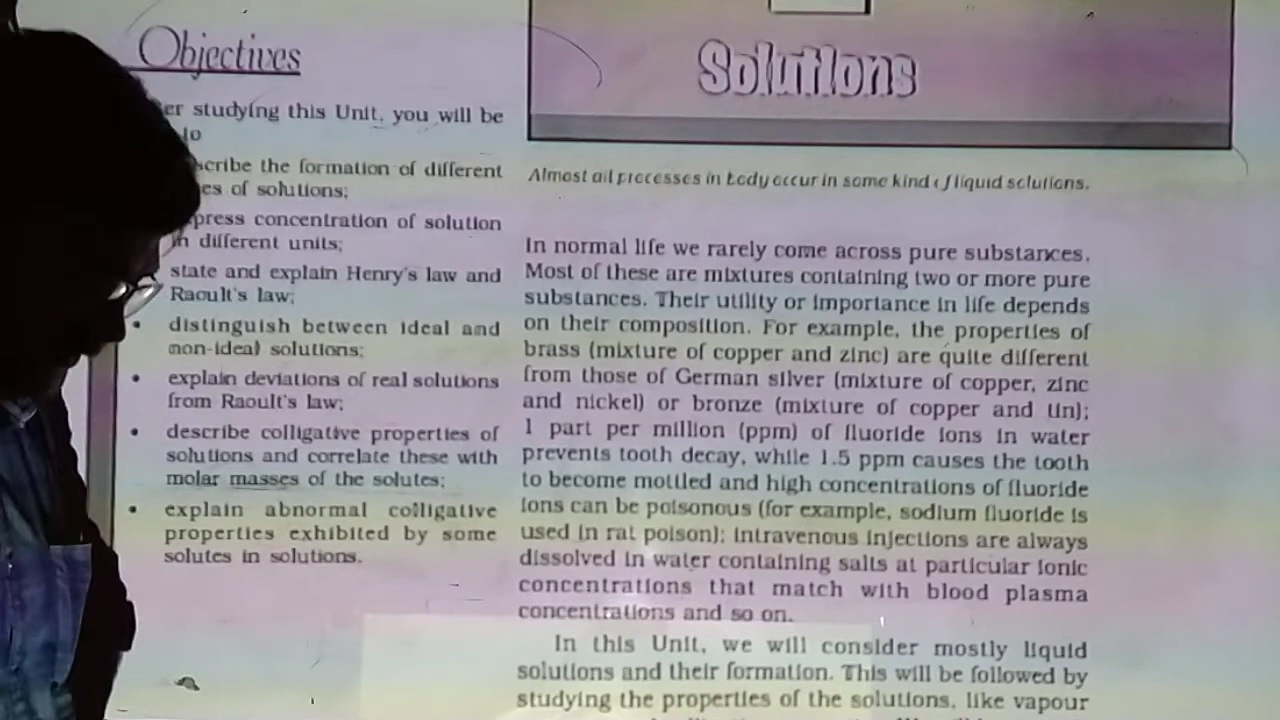 Objectives
er studying this Unit, you will be
to
scribe the formation of different
es of solutions;
press concentration of solution
in different units;
state and explain Henry's law and
Raoult's law;
• distinguish between ideal and
non-ideal solutions;
• explain deviations of real solutions
from Raoult's law;
• describe colligative properties of
solutions and correlate these with
molar masses of the solutes;
• explain abnormal colligative
properties exhibited by some
solutes in solutions.
Solutions
Almost all processes in body occur in some kind of liquid solutions.
In normal life we rarely come across pure substances.
Most of these are mixtures containing two or more pure
substances. Their utility or importance in life depends
on their composition. For example, the properties of
brass (mixture of copper and zinc) are quite different
from those of German silver (mixture of copper, zinc
and nickel) or bronze (mixture of copper and tin);
1 part per million (ppm) of fluoride ions in water
prevents tooth decay, while 1.5 ppm causes the tooth
to become mottled and high concentrations of fluoride
ions can be poisonous (for example, sodium fluoride is
used in rat poison); intravenous injections are always
dissolved in water containing salts at particular ionic
concentrations that match with blood plasma
concentrations and so on.
In this Unit, we will consider mostly liquid
solutions and their formation. This will be followed by
studying the properties of the solutions, like vapour